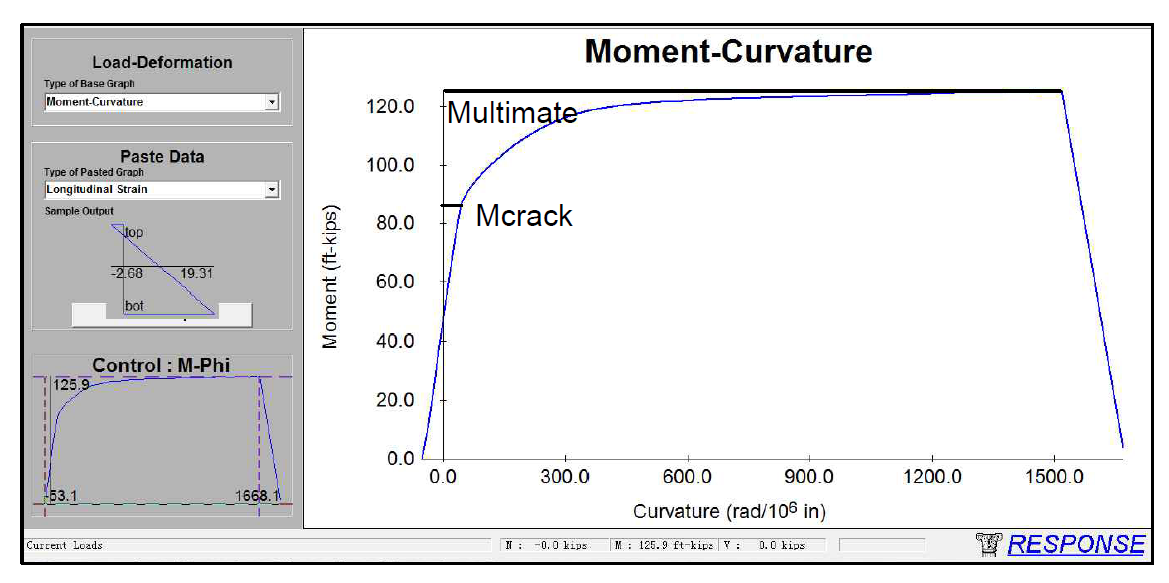 Load-Deformation
Type of Base Graph
Moment-Curvature
Paste Data
Type of Pasted Graph
Longitudinal Strain
Sample Output
top
-2.68 19.31
bot
Control : M-Phi
125.9
-53.1 1668.1
Moment-Curvature
Multimate
Mcrack
Moment (ft-kips)
120.0
100.0
80.0
60.0
40.0
20.0
0.0
0.0 300.0 600.0 900.0 1200.0 1500.0
Curvature (rad/10⁶ in)
Current Loads
N : -0.0 kips M : 125.9 ft-kips V : 0.0 kips
RESPONSE